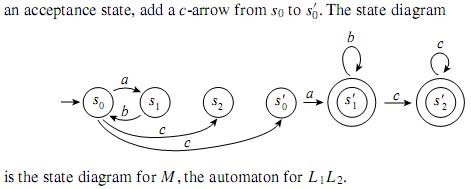 an acceptance state, add a c-arrow from s₀ to s′₀. The state diagram
a b b c
s₀ s₁ s₂ s′₀ a s′₁ c s′₂
c
c
is the state diagram for M, the automaton for L₁L₂.